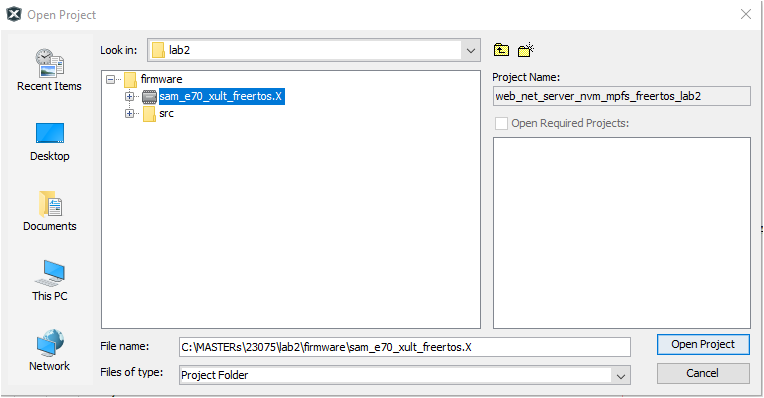 Open Project
Look in:
lab2
Recent Items
Desktop
Documents
This PC
Network
firmware
sam_e70_xult_freertos.X
src
Project Name:
web_net_server_nvm_mpfs_freertos_lab2
Open Required Projects:
File name:
C:\MASTERs\23075\lab2\firmware\sam_e70_xult_freertos.X
Open Project
Files of type:
Project Folder
Cancel